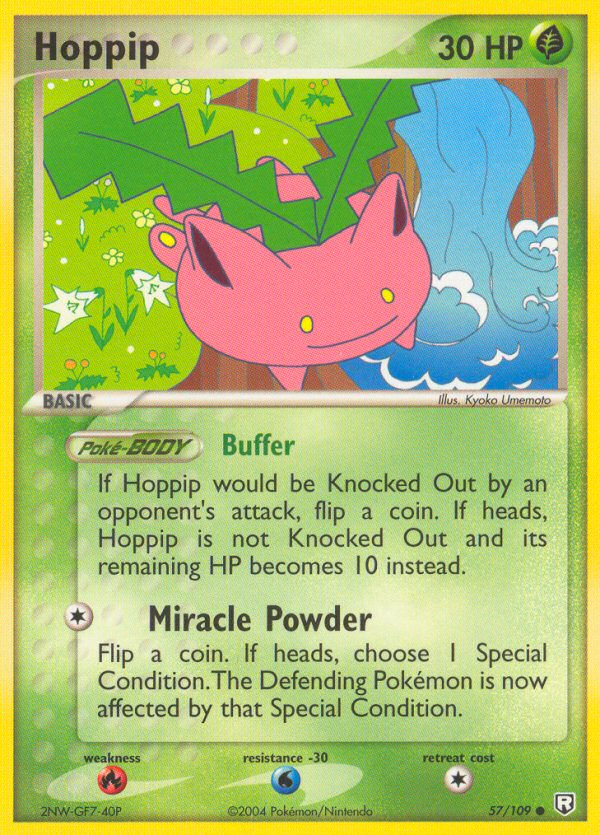 Hoppip
30 HP
BASIC
Illus. Kyoko Umemoto
Poké-BODY Buffer
If Hoppip would be Knocked Out by an
opponent's attack, flip a coin. If heads,
Hoppip is not Knocked Out and its
remaining HP becomes 10 instead.
Miracle Powder
Flip a coin. If heads, choose 1 Special
Condition.The Defending Pokémon is now
affected by that Special Condition.
weakness
resistance -30
retreat cost
2NW-GF7-40P
©2004 Pokémon/Nintendo
57/109
R